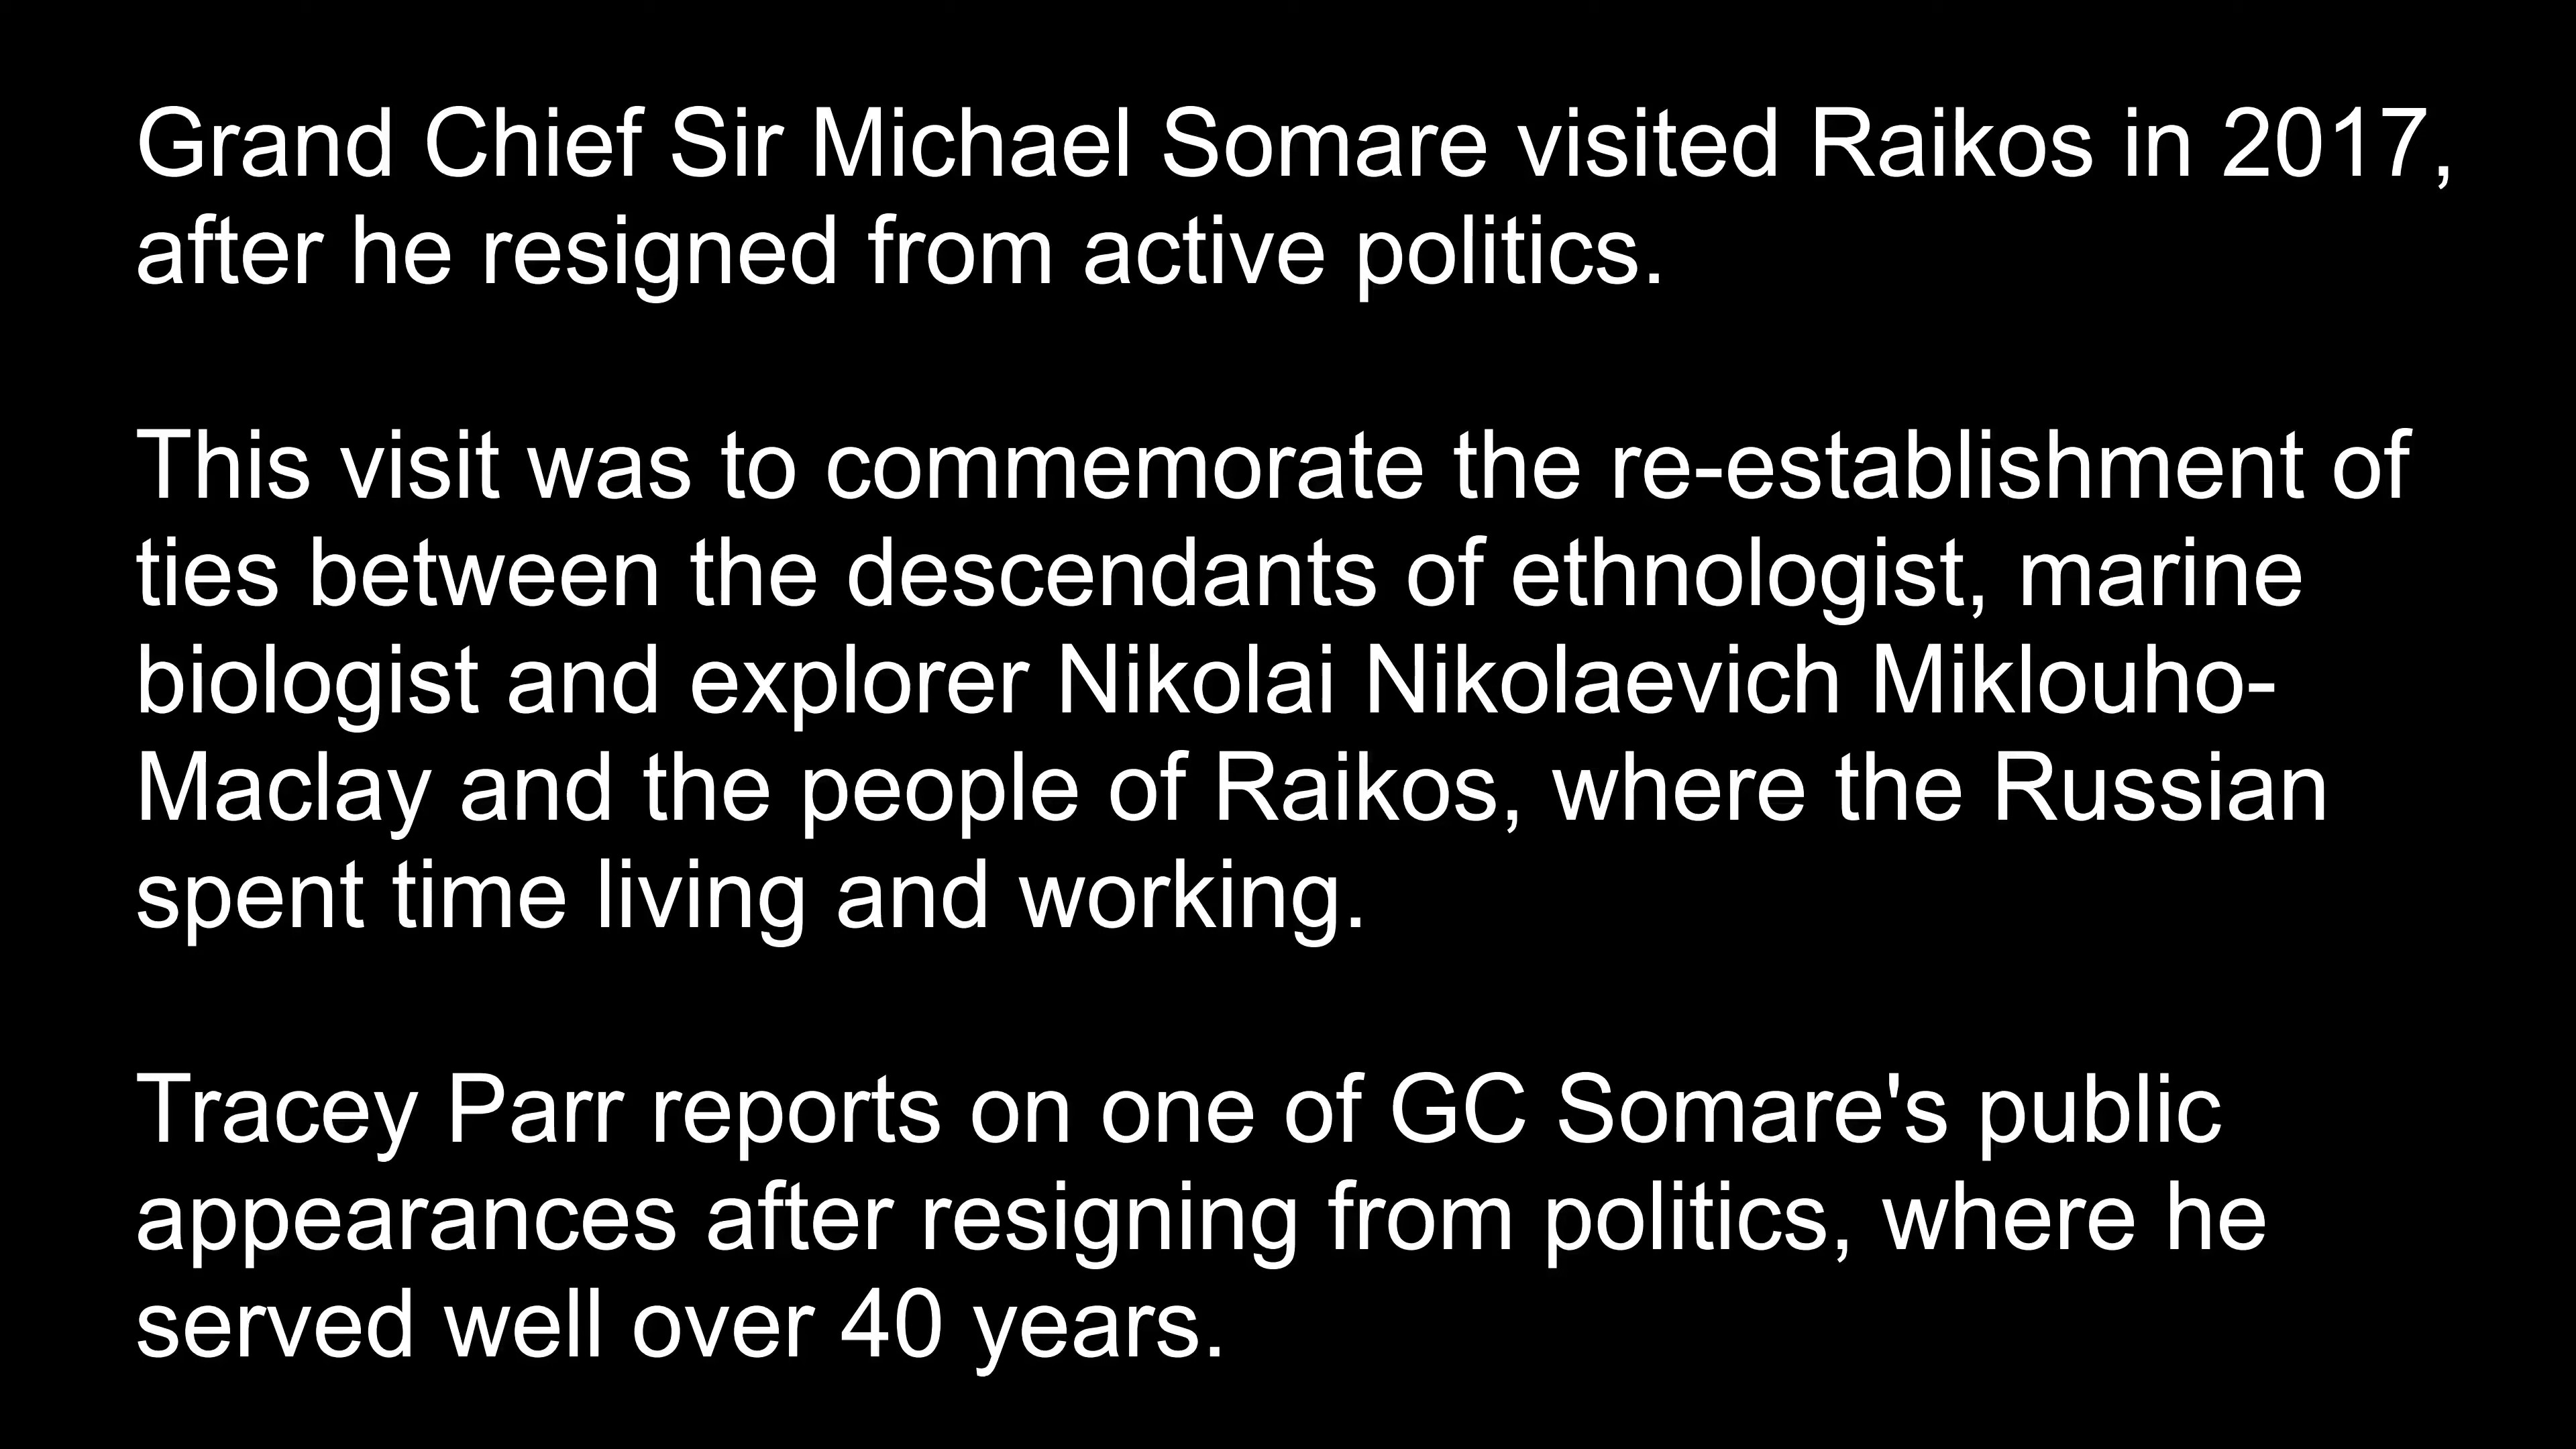 Grand Chief Sir Michael Somare visited Raikos in 2017,
after he resigned from active politics.
This visit was to commemorate the re-establishment of
ties between the descendants of ethnologist, marine
biologist and explorer Nikolai Nikolaevich Miklouho-
Maclay and the people of Raikos, where the Russian
spent time living and working.
Tracey Parr reports on one of GC Somare's public
appearances after resigning from politics, where he
served well over 40 years.